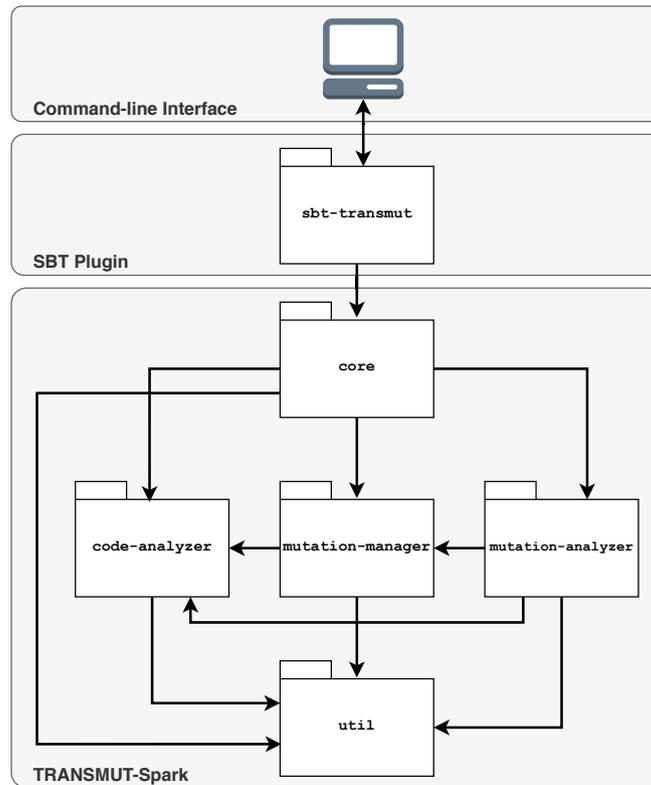 Command-line Interface
sbt-transmut
SBT Plugin
core
code-analyzer
mutation-manager
mutation-analyzer
util
TRANSMUT-Spark